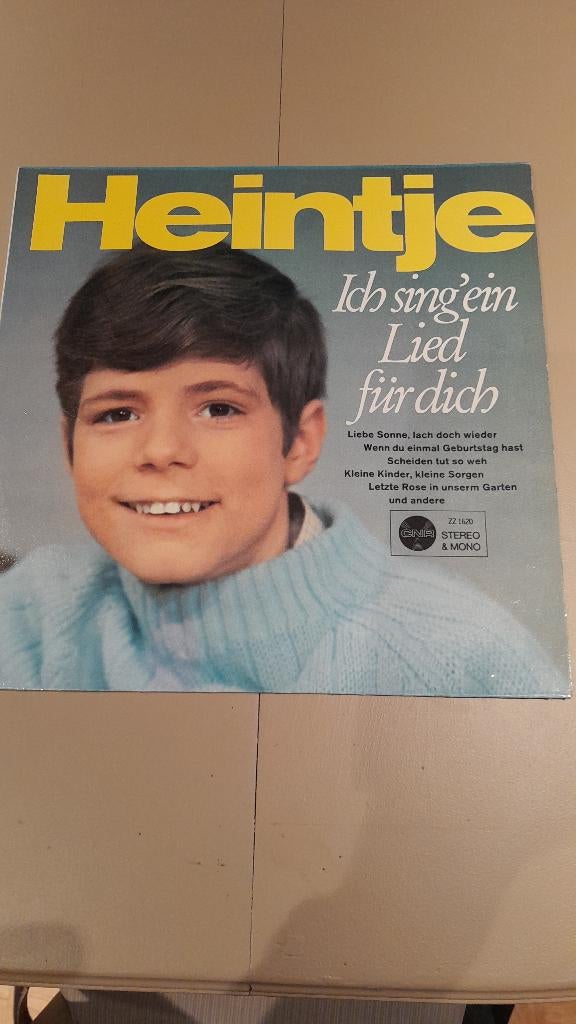 Heintje
Ich sing' ein
Lied
für dich
Liebe Sonne, lach doch wieder
Wenn du einmal Geburtstag hast
Scheiden tut so weh
Kleine Kinder, kleine Sorgen
Letzte Rose in unserm Garten
und andere
CNR
ZZ 1620
STEREO
& MONO